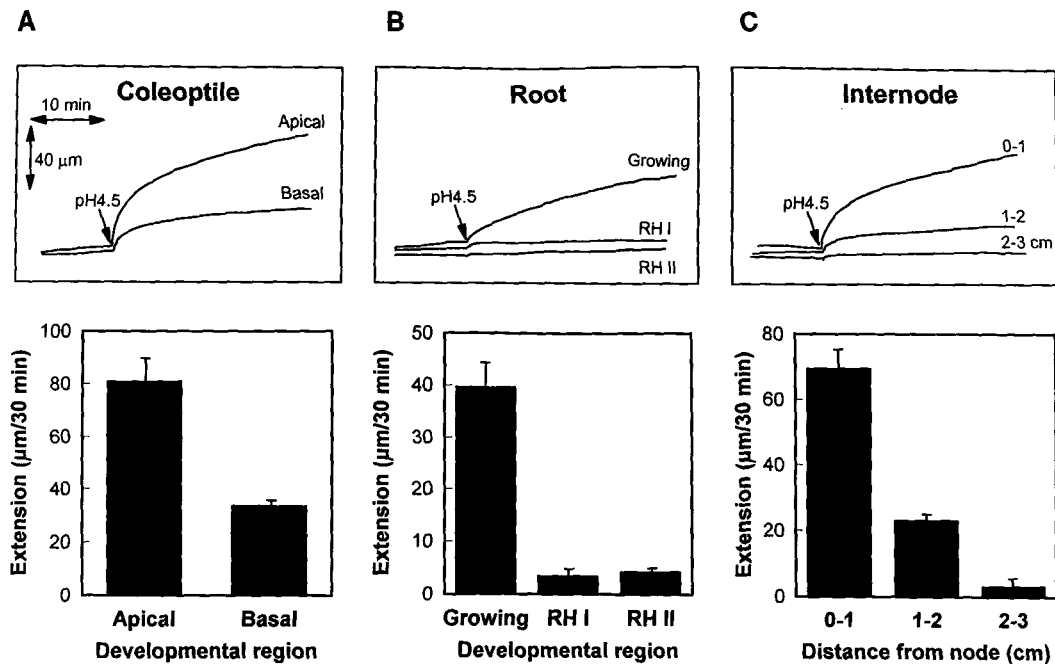 A
Coleoptile
10 min
40 µm
pH4.5
Apical
Basal
Extension (µm/30 min)
100
80
60
40
20
0
Apical Basal
Developmental region
B
Root
pH4.5
Growing
RH I
RH II
Extension (µm/30 min)
50
40
30
20
10
0
Growing RH I RH II
Developmental region
C
Internode
pH4.5
0-1
1-2
2-3 cm
Extension (µm/30 min)
80
60
40
20
0
0-1 1-2 2-3
Distance from node (cm)